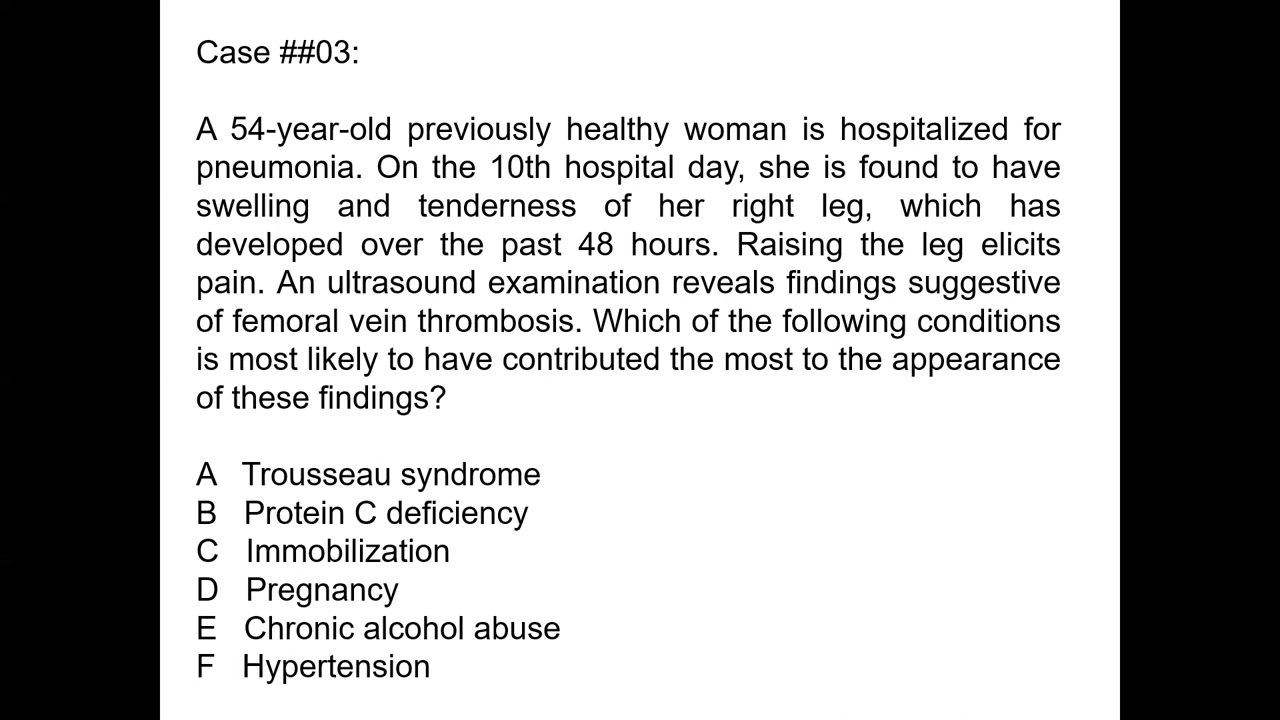 Case ##03:
A 54-year-old previously healthy woman is hospitalized for
pneumonia. On the 10th hospital day, she is found to have
swelling and tenderness of her right leg, which has
developed over the past 48 hours. Raising the leg elicits
pain. An ultrasound examination reveals findings suggestive
of femoral vein thrombosis. Which of the following conditions
is most likely to have contributed the most to the appearance
of these findings?
A Trousseau syndrome
B Protein C deficiency
C Immobilization
D Pregnancy
E Chronic alcohol abuse
F Hypertension